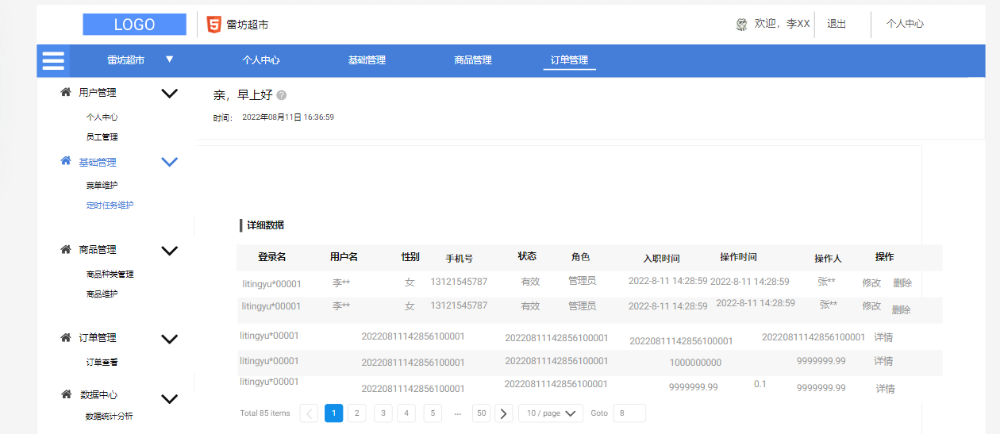 LOGO 雷坊超市 欢迎，李XX 退出 个人中心
雷坊超市 ▼ 个人中心 基础管理 商品管理 订单管理
用户管理
个人中心
员工管理
基础管理
菜单维护
定时任务维护
商品管理
商品种类管理
商品维护
订单管理
订单查看
数据中心
数据统计分析
亲，早上好 ?
时间： 2022年08月11日 16:36:59
详细数据
登录名 用户名 性别 手机号 状态 角色 入职时间 操作时间 操作人 操作
litingyu*00001 李** 女 13121545787 有效 管理员 2022-8-11 14:28:59 2022-8-11 14:28:59 张** 修改 删除
litingyu*00001 李** 女 13121545787 有效 管理员 2022-8-11 14:28:59 2022-8-11 14:28:59 张** 修改 删除
litingyu*00001 20220811142856100001 20220811142856100001 20220811142856100001 20220811142856100001 详情
litingyu*00001 20220811142856100001 20220811142856100001 1000000000 9999999.99 详情
litingyu*00001 20220811142856100001 20220811142856100001 9999999.99 0.1 9999999.99 详情
Total 85 items < 1 2 3 4 5 ... 50 > 10 / page Goto 8